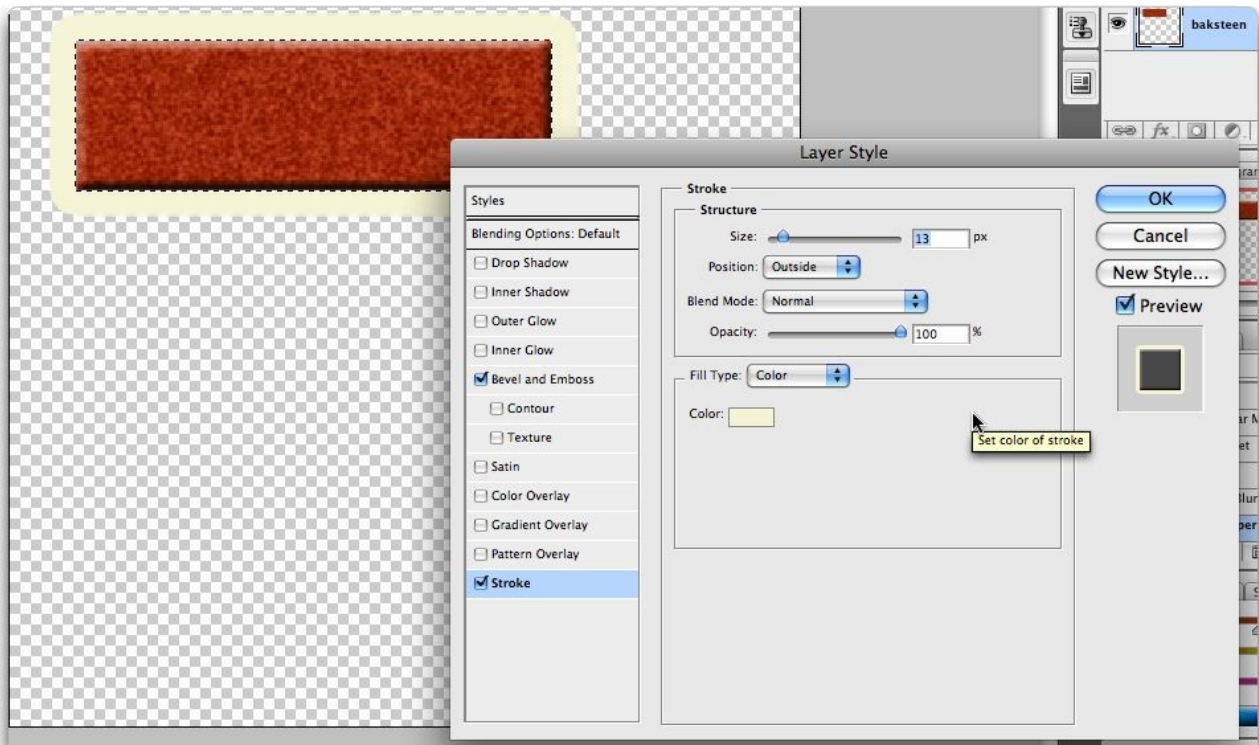 baksteen
fx
Layer Style
Styles
Blending Options: Default
Drop Shadow
Inner Shadow
Outer Glow
Inner Glow
Bevel and Emboss
Contour
Texture
Satin
Color Overlay
Gradient Overlay
Pattern Overlay
Stroke
Stroke
Structure
Size: 13 px
Position: Outside
Blend Mode: Normal
Opacity: 100 %
Fill Type: Color
Color:
Set color of stroke
OK
Cancel
New Style...
Preview